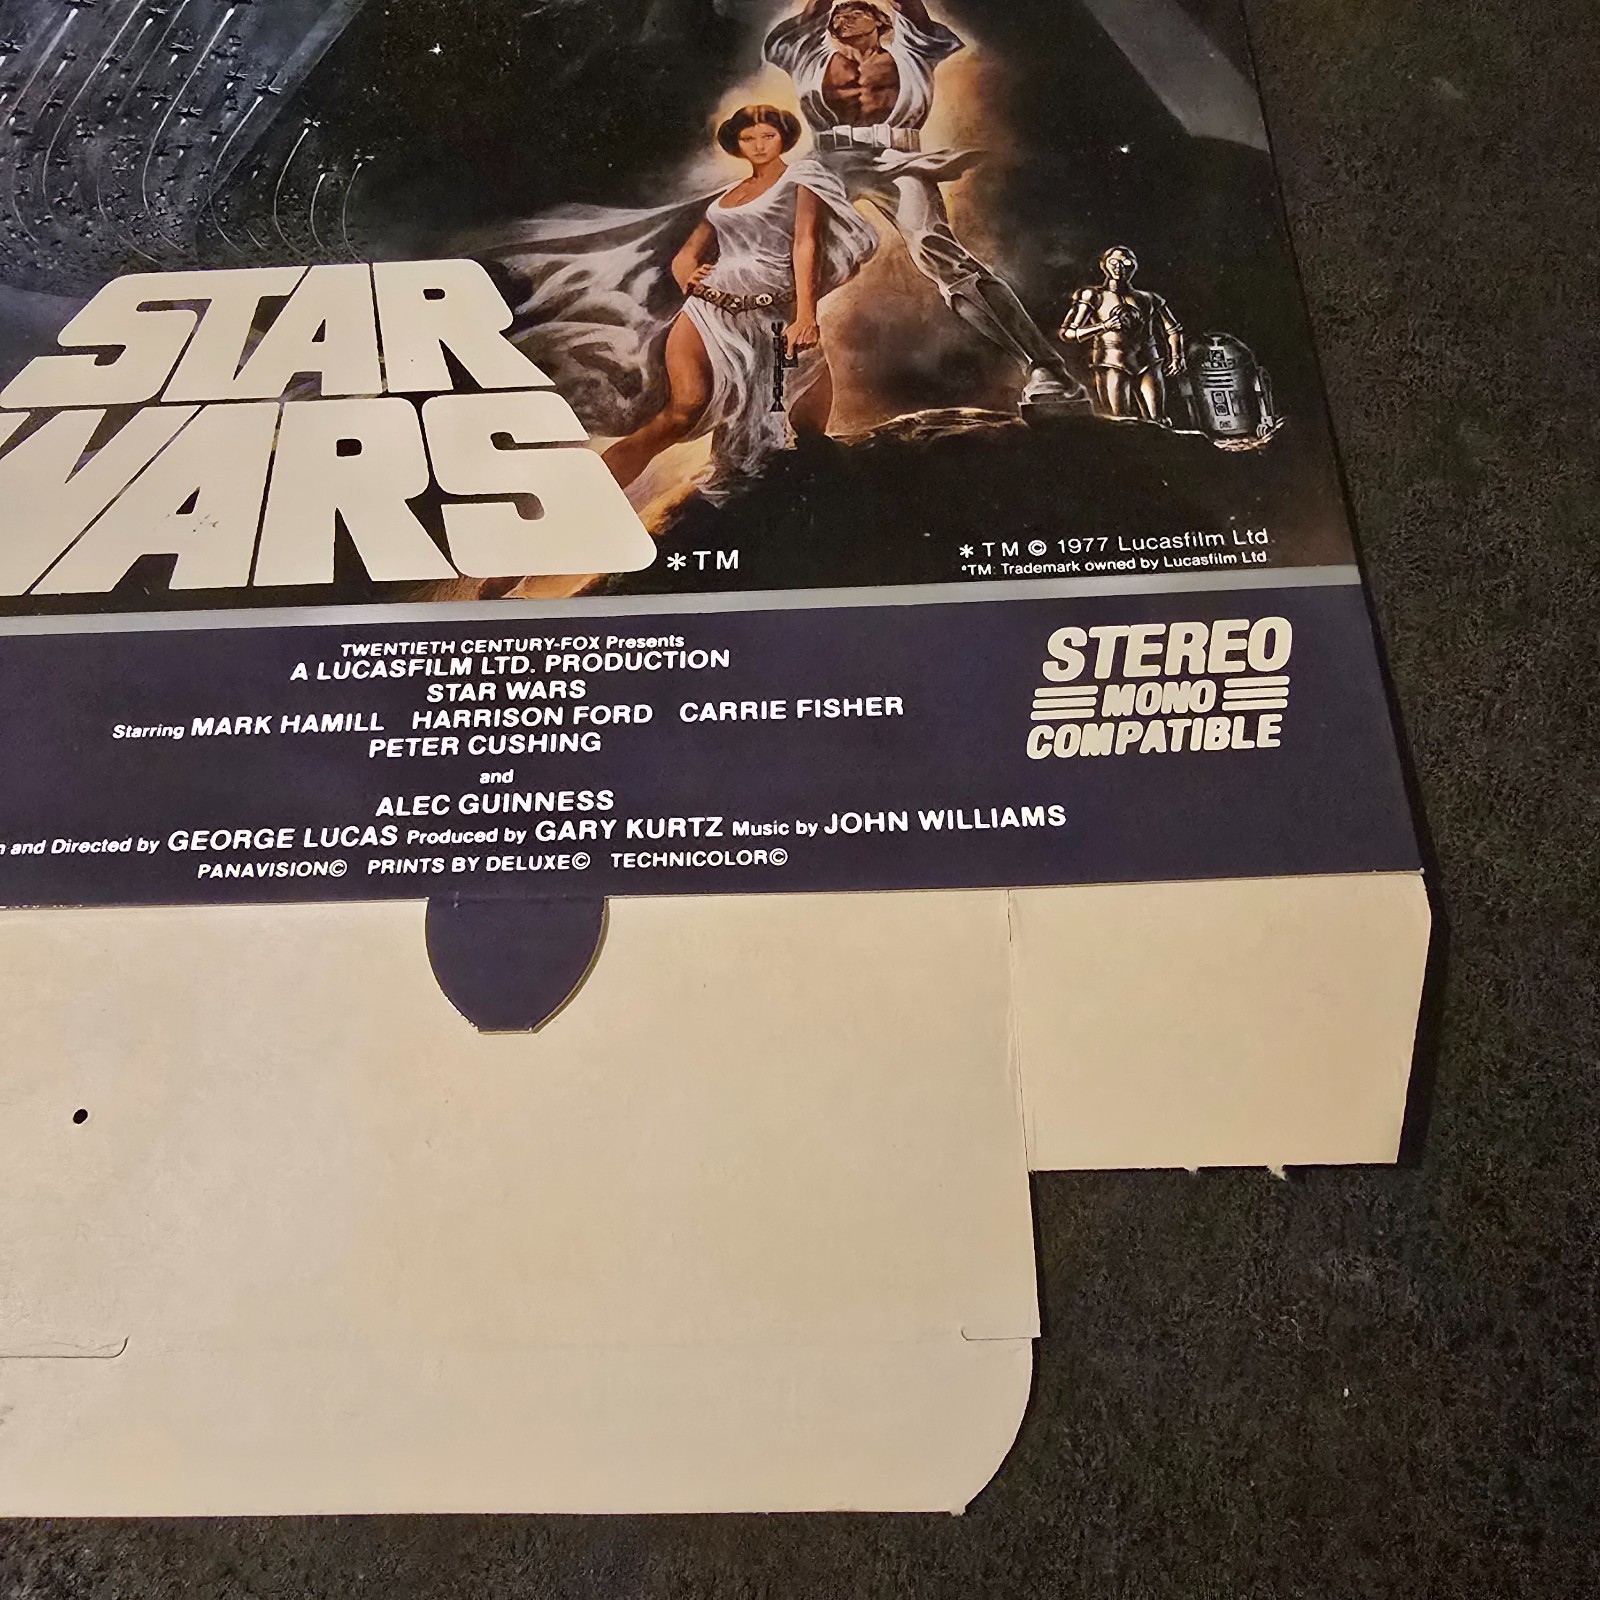 STAR
WARS
*TM
* TM © 1977 Lucasfilm Ltd.
*TM: Trademark owned by Lucasfilm Ltd.
TWENTIETH CENTURY-FOX Presents
A LUCASFILM LTD. PRODUCTION
STAR WARS
Starring MARK HAMILL HARRISON FORD CARRIE FISHER
PETER CUSHING
and
ALEC GUINNESS
and Directed by GEORGE LUCAS Produced by GARY KURTZ Music by JOHN WILLIAMS
PANAVISION© PRINTS BY DELUXE© TECHNICOLOR©
STEREO
MONO
COMPATIBLE